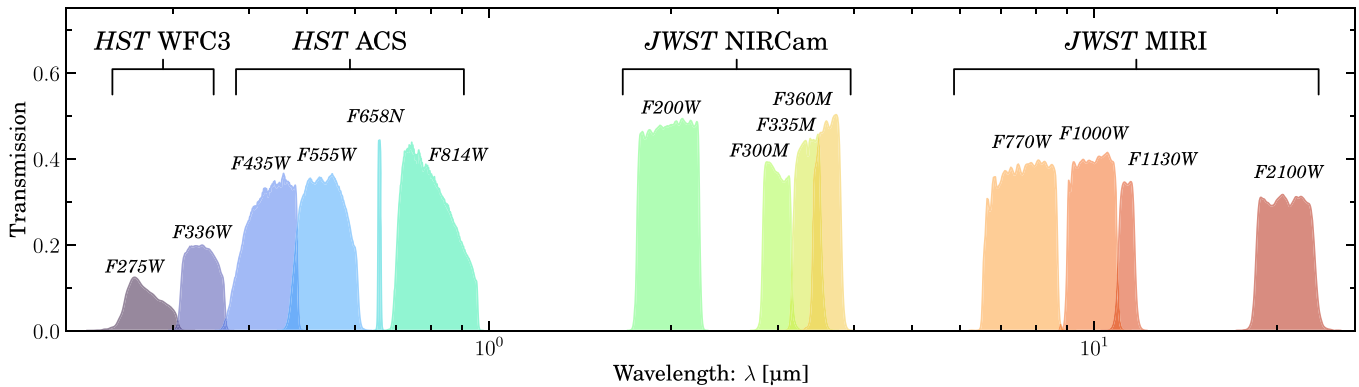 HST WFC3
HST ACS
JWST NIRCam
JWST MIRI
F275W
F336W
F435W
F555W
F658N
F814W
F200W
F300M
F335M
F360M
F770W
F1000W
F1130W
F2100W
Transmission
0.6
0.4
0.2
0.0
10⁰
10¹
Wavelength: λ [µm]